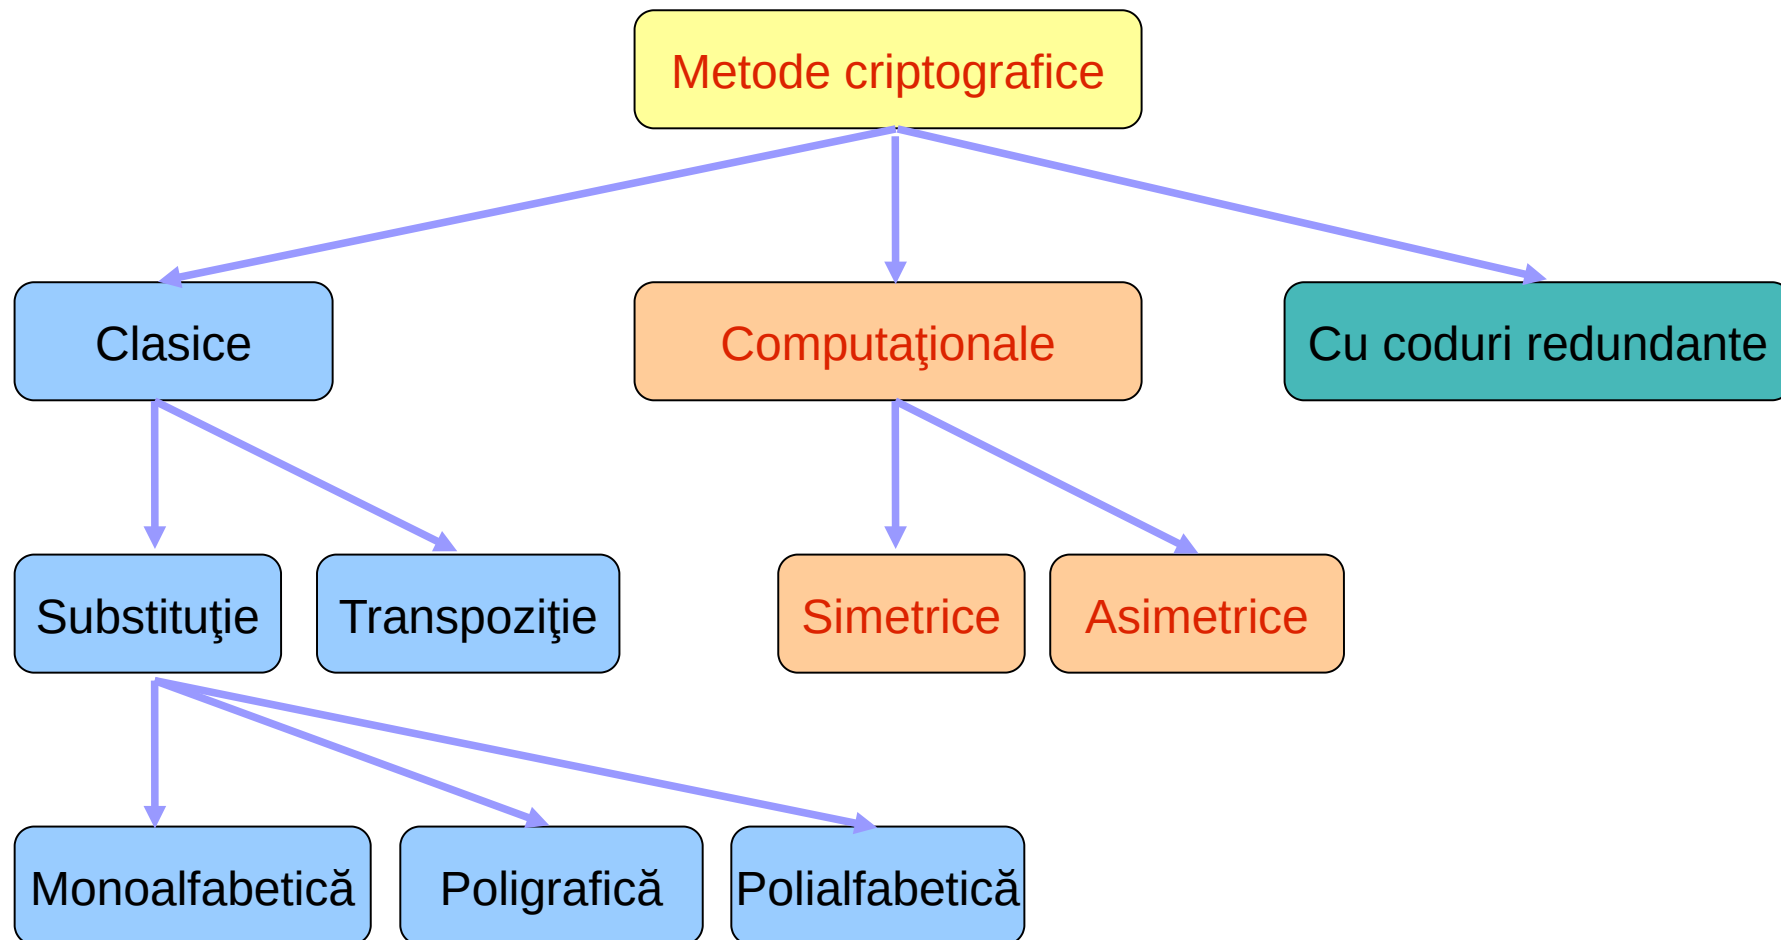 Metode criptografice
Clasice
Computaţionale
Cu coduri redundante
Substituţie
Transpoziţie
Simetrice
Asimetrice
Monoalfabetică
Poligrafică
Polialfabetică